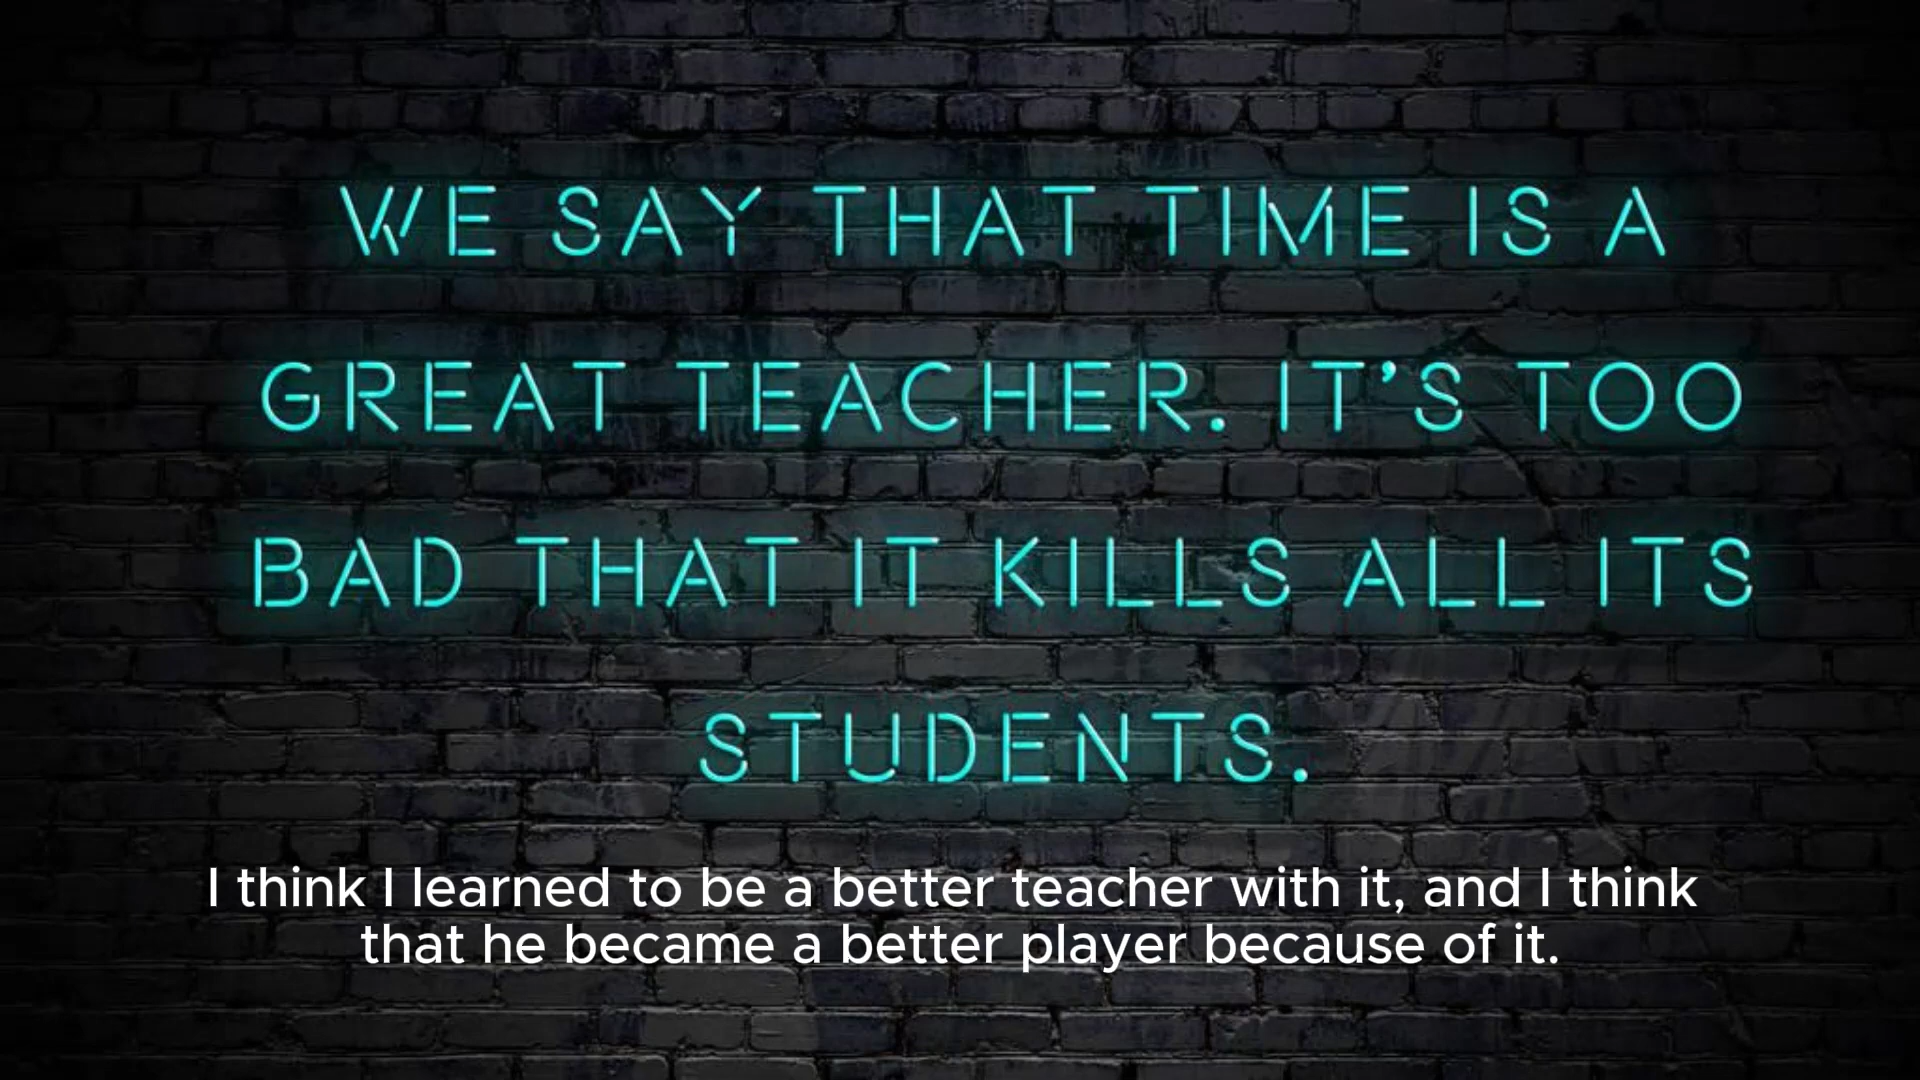 WE SAY THAT TIME IS A
GREAT TEACHER. IT'S TOO
BAD THAT IT KILLS ALL ITS
STUDENTS.
I think I learned to be a better teacher with it, and I think
that he became a better player because of it.